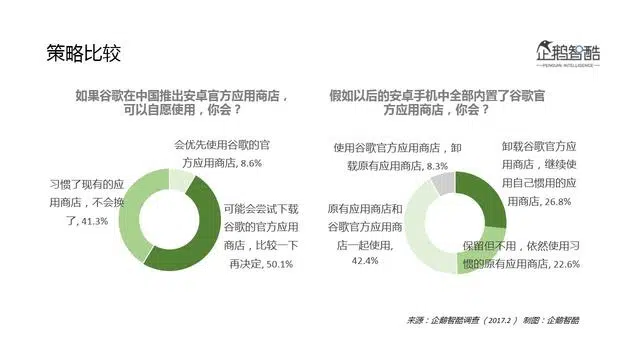 策略比较
企鹅智酷
PENGUIN INTELLIGENCE
如果谷歌在中国推出安卓官方应用商店，
可以自愿使用，你会？
会优先使用谷歌的官
方应用商店, 8.6%
习惯了现有的应
用商店，不会换
了, 41.3%
可能会尝试下载
谷歌的官方应用
商店，比较一下
再决定, 50.1%
假如以后的安卓手机中全部内置了谷歌官
方应用商店，你会？
使用谷歌官方应用商店，卸
载原有应用商店, 8.3%
卸载谷歌官方应
用商店，继续使
用自己惯用的应
用商店, 26.8%
原有应用商店和
谷歌官方应用商
店一起使用,
42.4%
保留但不用，依然使用习
惯的原有应用商店, 22.6%
来源：企鹅智酷调查（2017.2） 制图：企鹅智酷